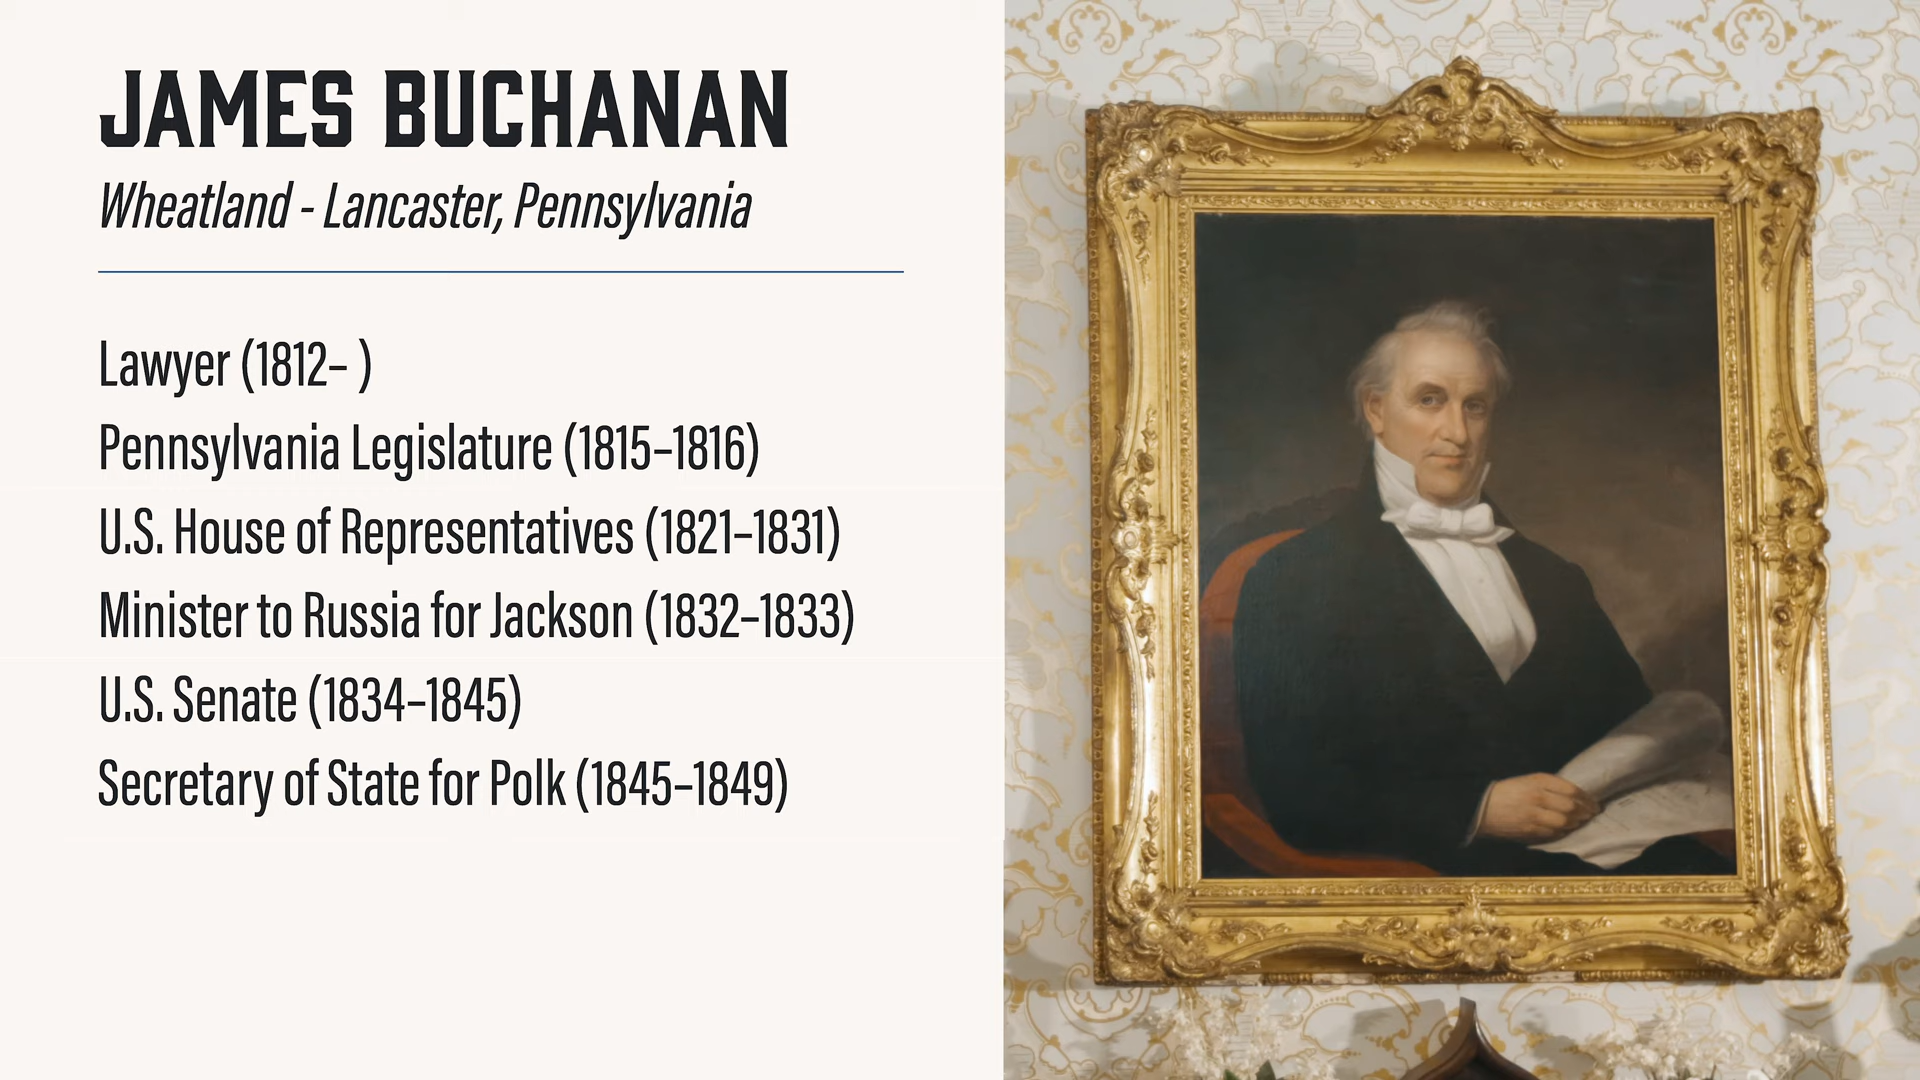 JAMES BUCHANAN
Wheatland - Lancaster, Pennsylvania
Lawyer (1812– )
Pennsylvania Legislature (1815–1816)
U.S. House of Representatives (1821–1831)
Minister to Russia for Jackson (1832–1833)
U.S. Senate (1834–1845)
Secretary of State for Polk (1845–1849)